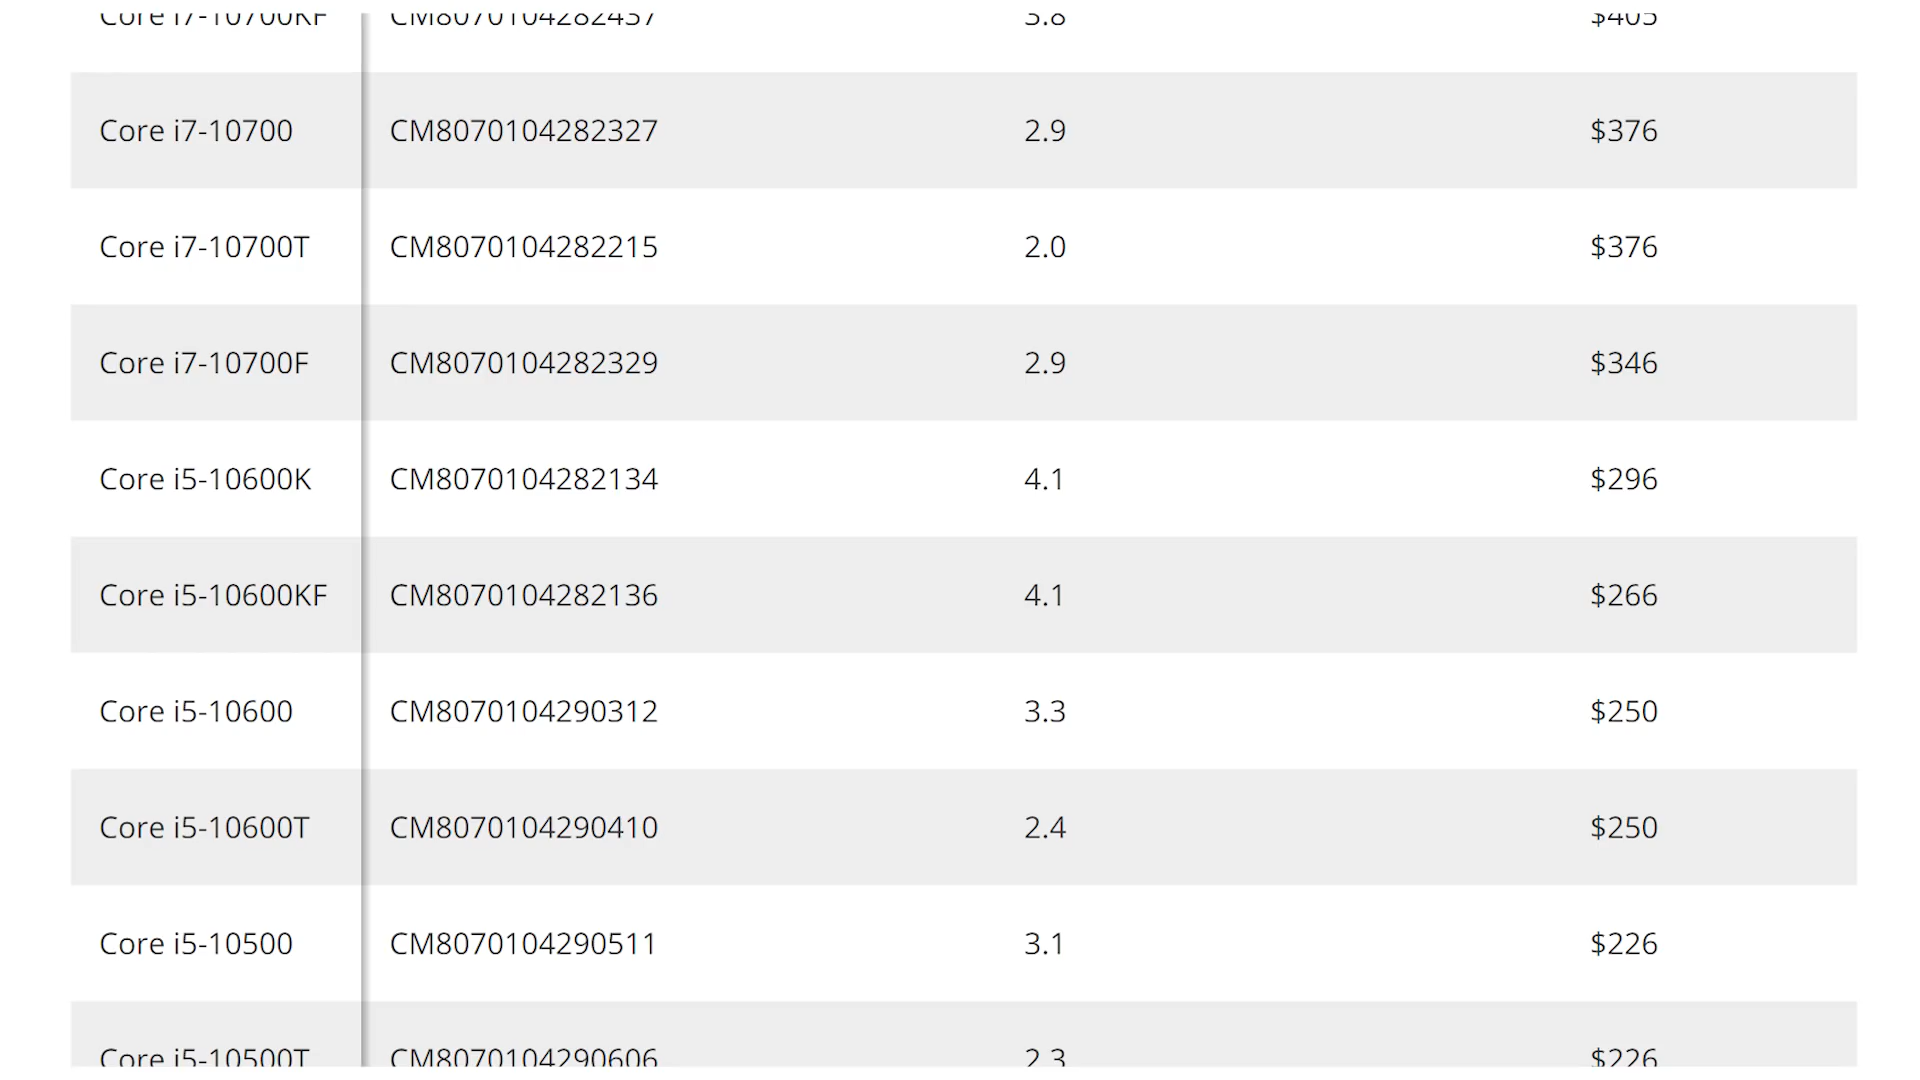 Core i7-10700KF CM8070104282437 3.8 $405
Core i7-10700 CM8070104282327 2.9 $376
Core i7-10700T CM8070104282215 2.0 $376
Core i7-10700F CM8070104282329 2.9 $346
Core i5-10600K CM8070104282134 4.1 $296
Core i5-10600KF CM8070104282136 4.1 $266
Core i5-10600 CM8070104290312 3.3 $250
Core i5-10600T CM8070104290410 2.4 $250
Core i5-10500 CM8070104290511 3.1 $226
Core i5-10500T CM8070104290606 2.3 $226